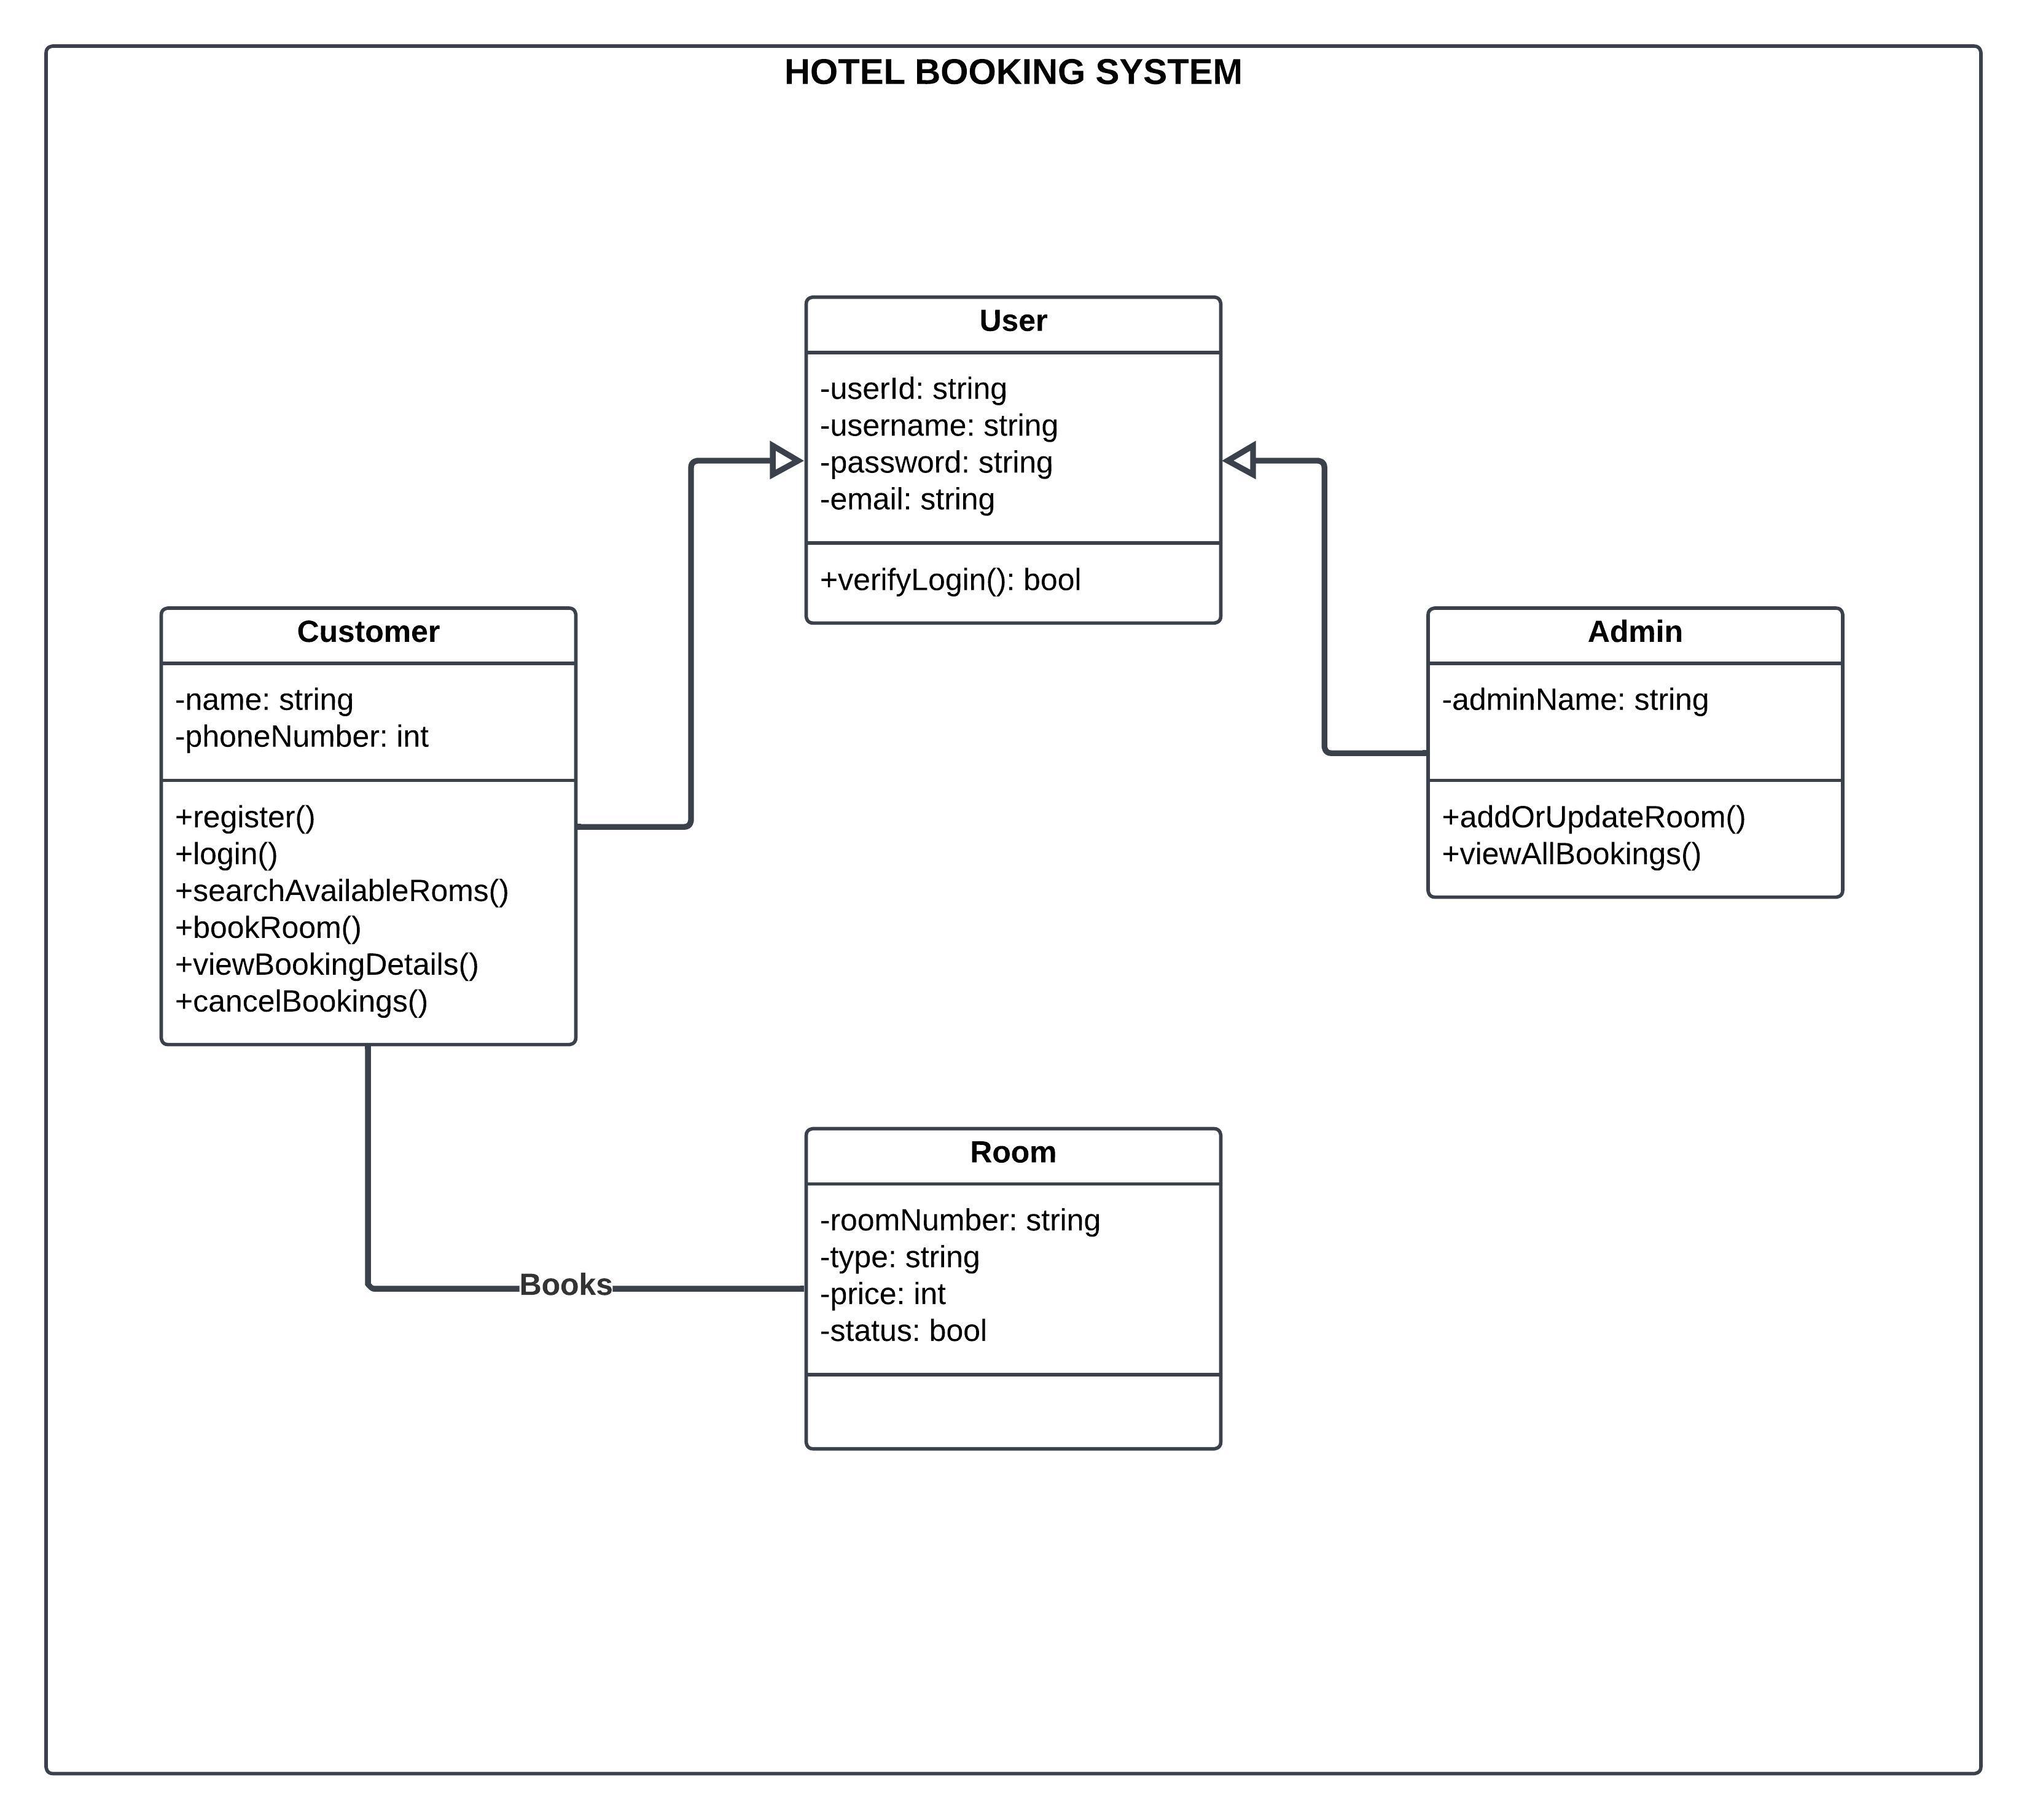 HOTEL BOOKING SYSTEM
User
-userId: string
-username: string
-password: string
-email: string
+verifyLogin(): bool
Customer
-name: string
-phoneNumber: int
+register()
+login()
+searchAvailableRoms()
+bookRoom()
+viewBookingDetails()
+cancelBookings()
Admin
-adminName: string
+addOrUpdateRoom()
+viewAllBookings()
Books
Room
-roomNumber: string
-type: string
-price: int
-status: bool